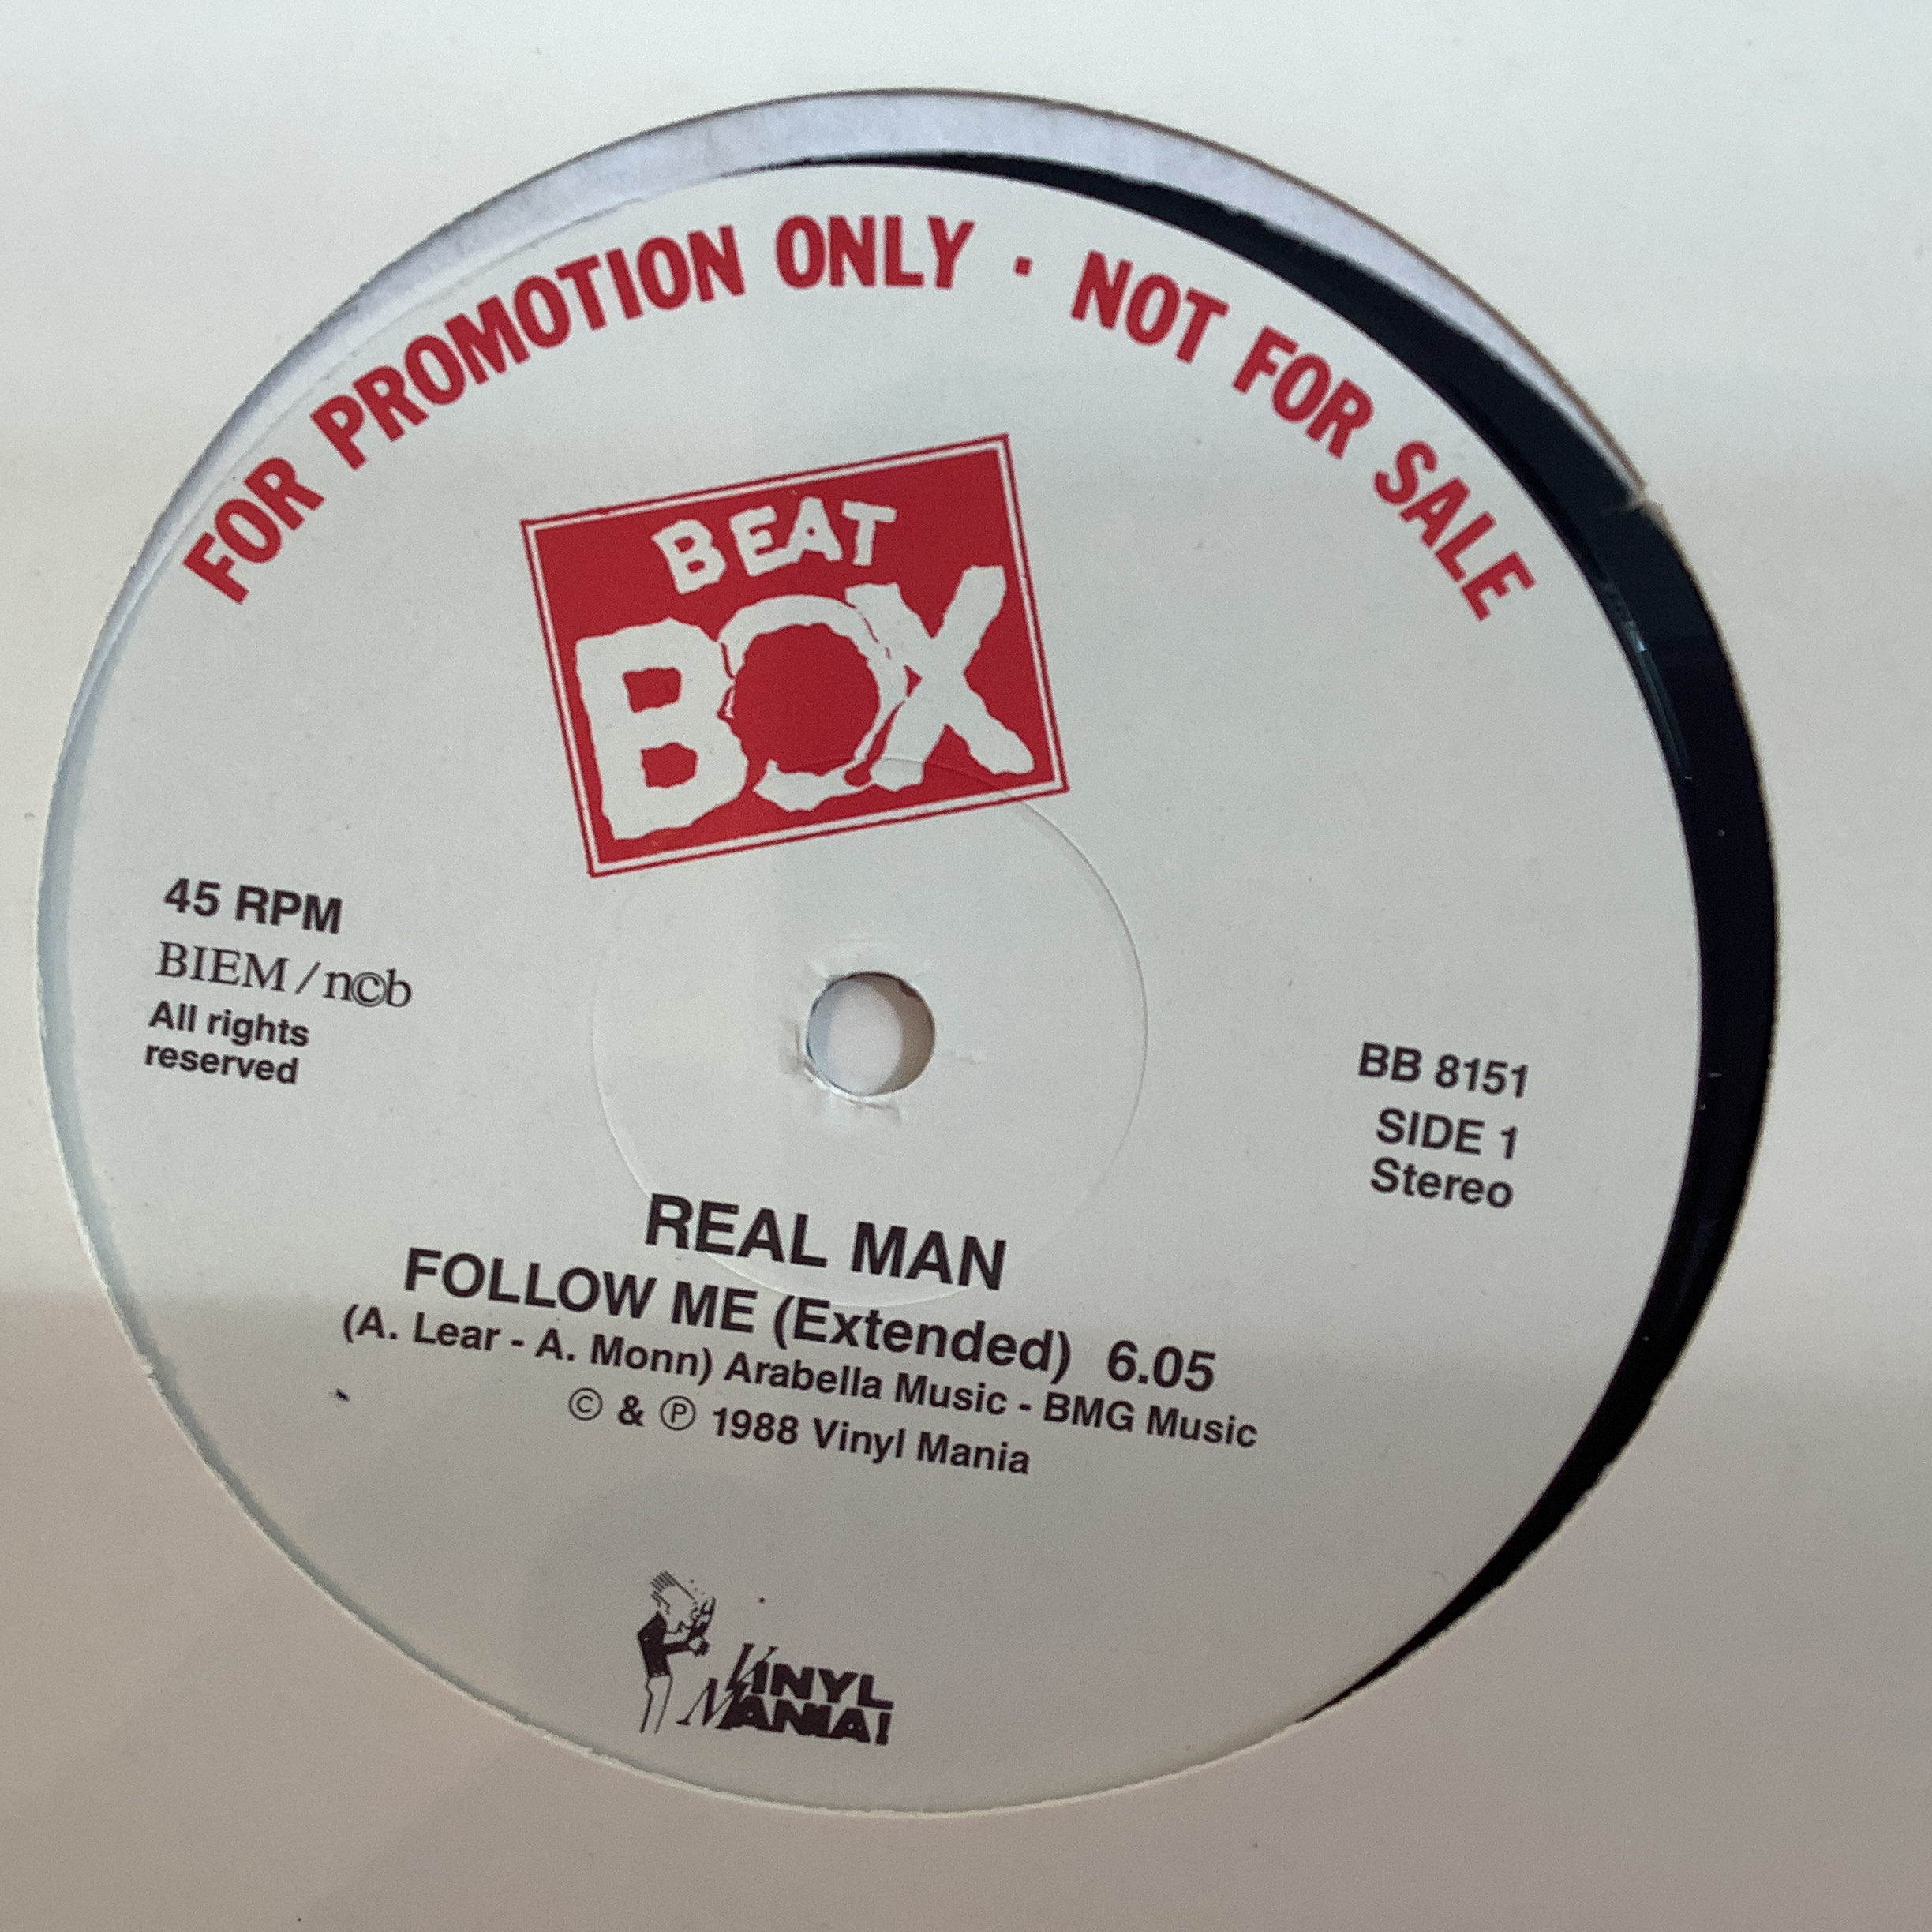 FOR PROMOTION ONLY · NOT FOR SALE
BEAT
BOX
45 RPM
BIEM/n©b
All rights
reserved
BB 8151
SIDE 1
Stereo
REAL MAN
FOLLOW ME (Extended) 6.05
(A. Lear - A. Monn) Arabella Music - BMG Music
© & ℗ 1988 Vinyl Mania
VINYL
MANIA!